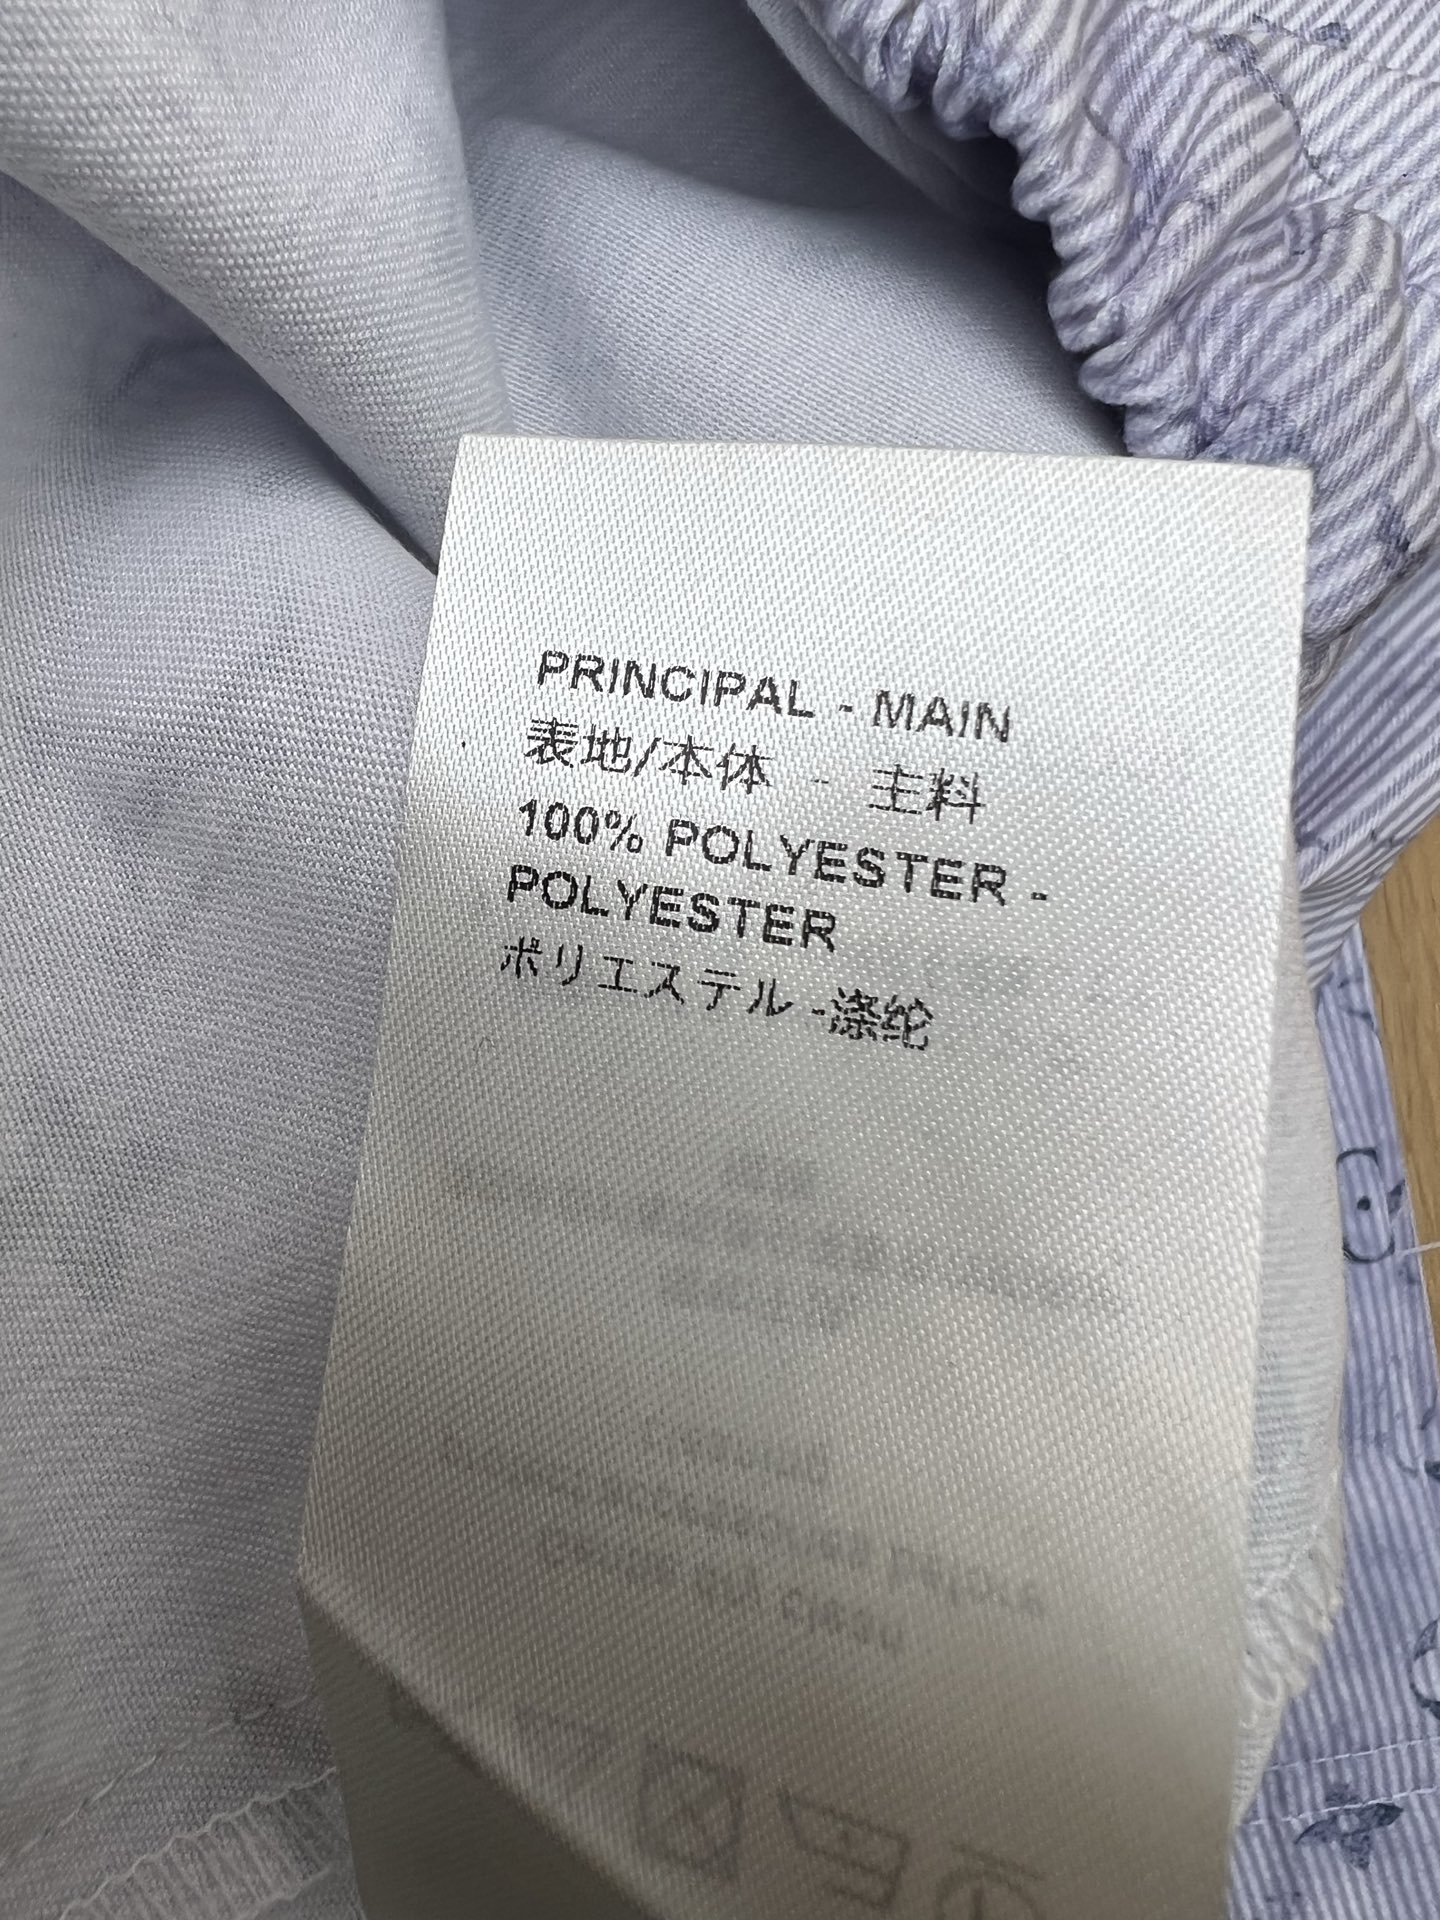 PRINCIPAL - MAIN
表地/本体 - 主料
100% POLYESTER -
POLYESTER
ポリエステル -涤纶